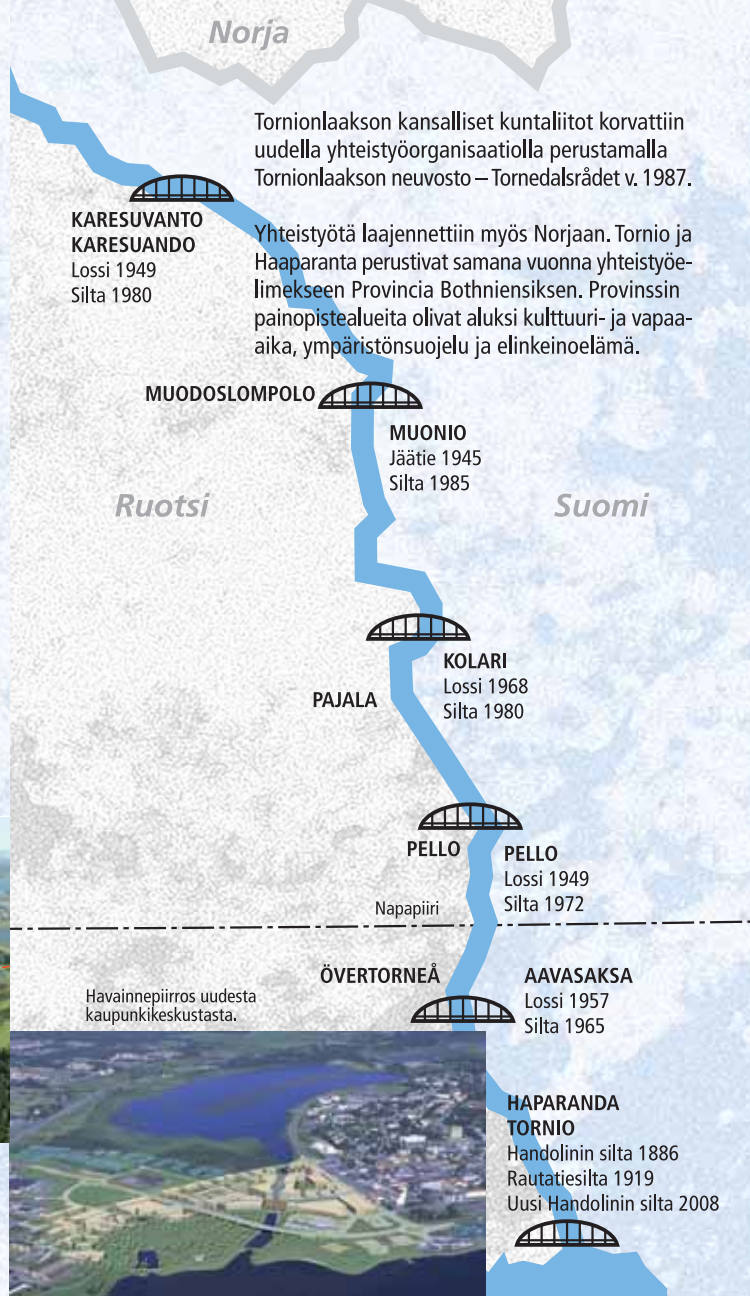 Norja
Tornionlaakson kansalliset kuntaliitot korvattiin
uudella yhteistyöorganisaatiolla perustamalla
Tornionlaakson neuvosto – Tornedalsrådet v. 1987.
KARESUVANTO
KARESUANDO
Lossi 1949
Silta 1980
Yhteistyötä laajennettiin myös Norjaan. Tornio ja
Haaparanta perustivat samana vuonna yhteistyöe-
limekseen Provincia Bothniensiksen. Provinssin
painopistealueita olivat aluksi kulttuuri- ja vapaa-
aika, ympäristönsuojelu ja elinkeinoelämä.
MUODOSLOMPOLO
MUONIO
Jäätie 1945
Silta 1985
Ruotsi
Suomi
KOLARI
Lossi 1968
Silta 1980
PAJALA
PELLO
PELLO
Lossi 1949
Silta 1972
Napapiiri
ÖVERTORNEÅ
AAVASAKSA
Lossi 1957
Silta 1965
Havainnepiirros uudesta
kaupunkikeskustasta.
HAPARANDA
TORNIO
Handolinin silta 1886
Rautatiesilta 1919
Uusi Handolinin silta 2008